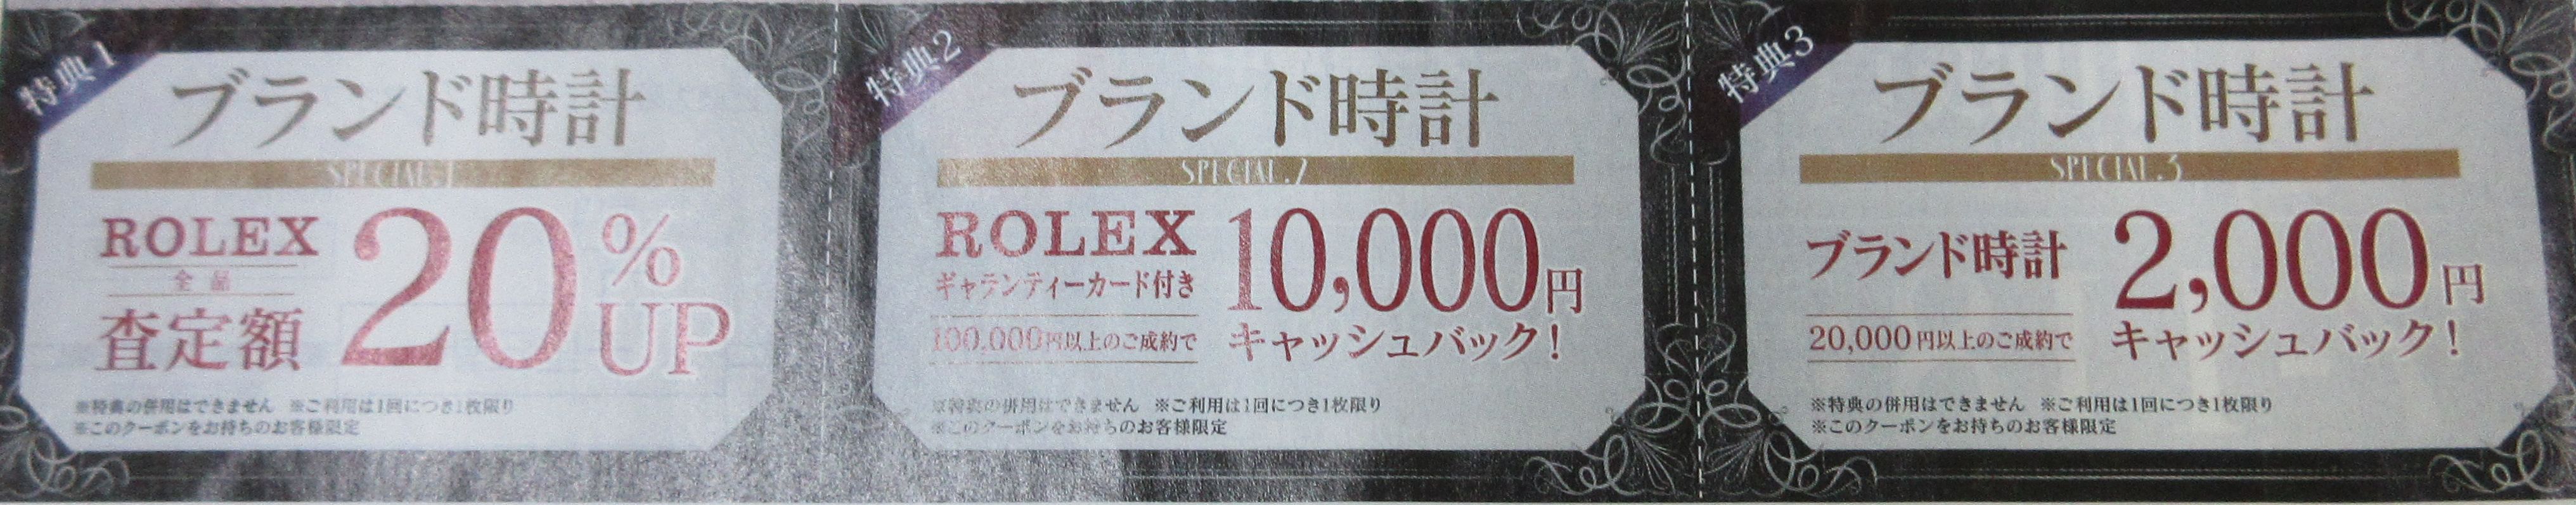 特典1
ブランド時計
SPECIAL.1
ROLEX
全品
査定額
20%UP
※特典の併用はできません ※ご利用は1回につき1枚限り
※このクーポンをお持ちのお客様限定
特典2
ブランド時計
SPECIAL.2
ROLEX
ギャランティーカード付き
100.000円以上のご成約で
10,000円
キャッシュバック!
※特典の併用はできません ※ご利用は1回につき1枚限り
※このクーポンをお持ちのお客様限定
特典3
ブランド時計
SPECIAL.3
ブランド時計
20,000円以上のご成約で
2,000円
キャッシュバック!
※特典の併用はできません ※ご利用は1回につき1枚限り
※このクーポンをお持ちのお客様限定